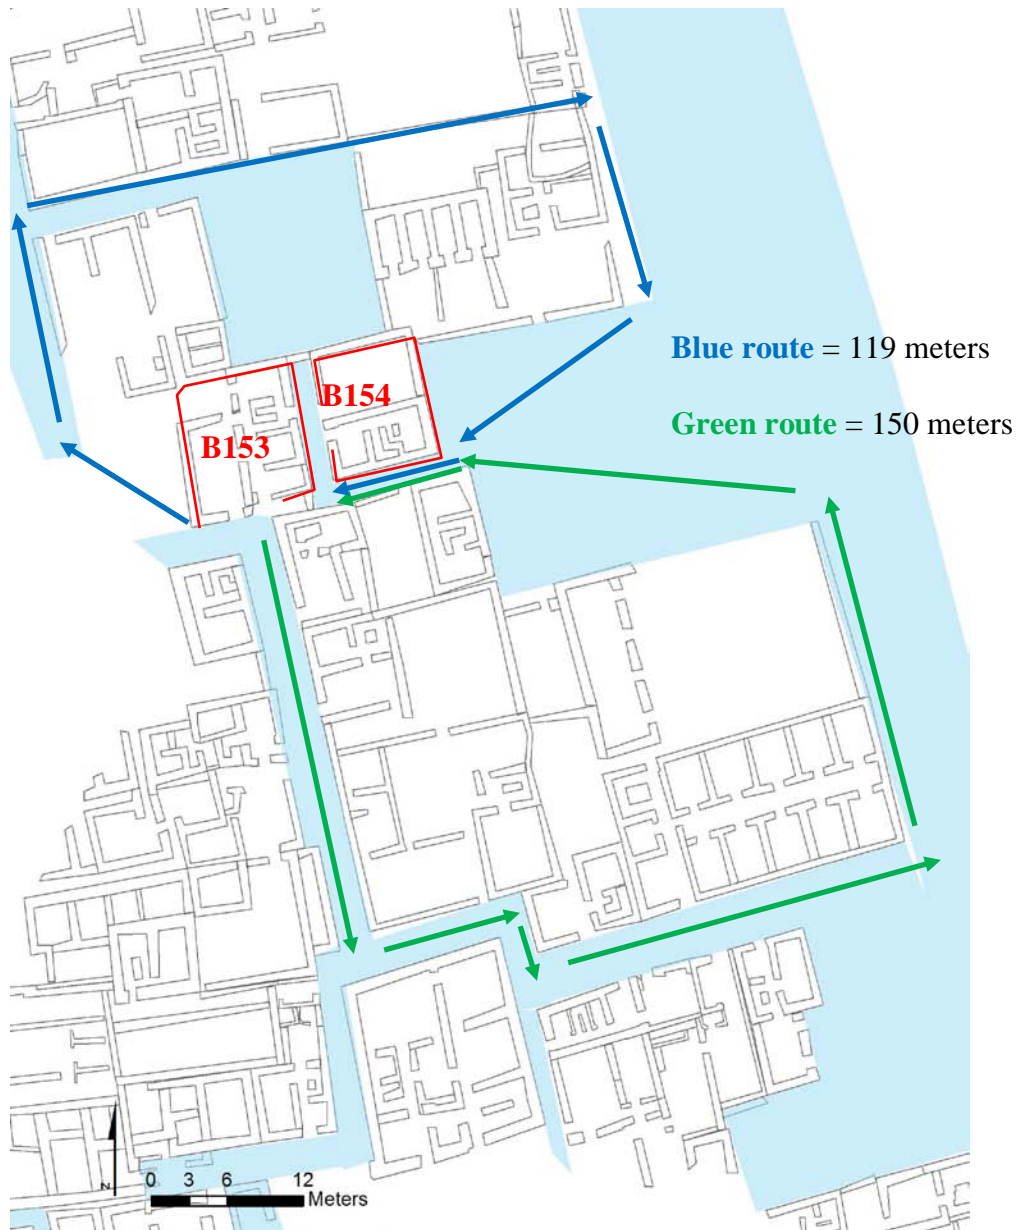 Blue route = 119 meters
B154
Green route = 150 meters
B153
N
0 3 6 12
Meters